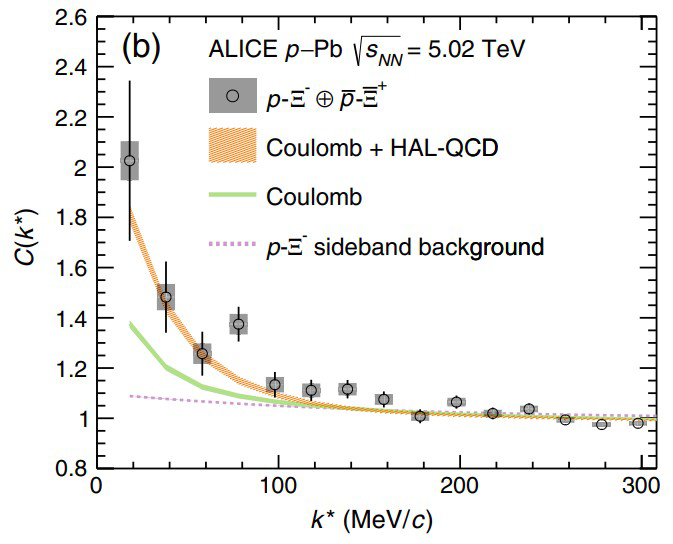 (b) ALICE p–Pb √s_NN = 5.02 TeV
p-Ξ⁻ ⊕ p̅-Ξ̅⁺
Coulomb + HAL-QCD
Coulomb
p-Ξ⁻ sideband background
C(k*)
2.6
2.4
2.2
2
1.8
1.6
1.4
1.2
1
0.8
0 100 200 300
k* (MeV/c)